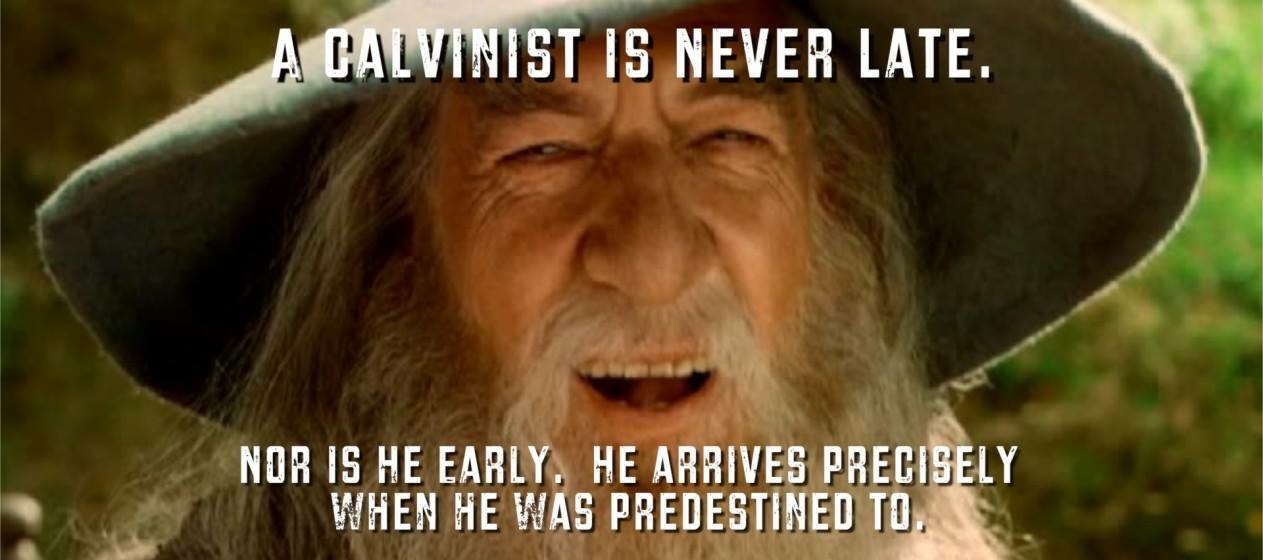 A CALVINIST IS NEVER LATE.
NOR IS HE EARLY. HE ARRIVES PRECISELY
WHEN HE WAS PREDESTINED TO.